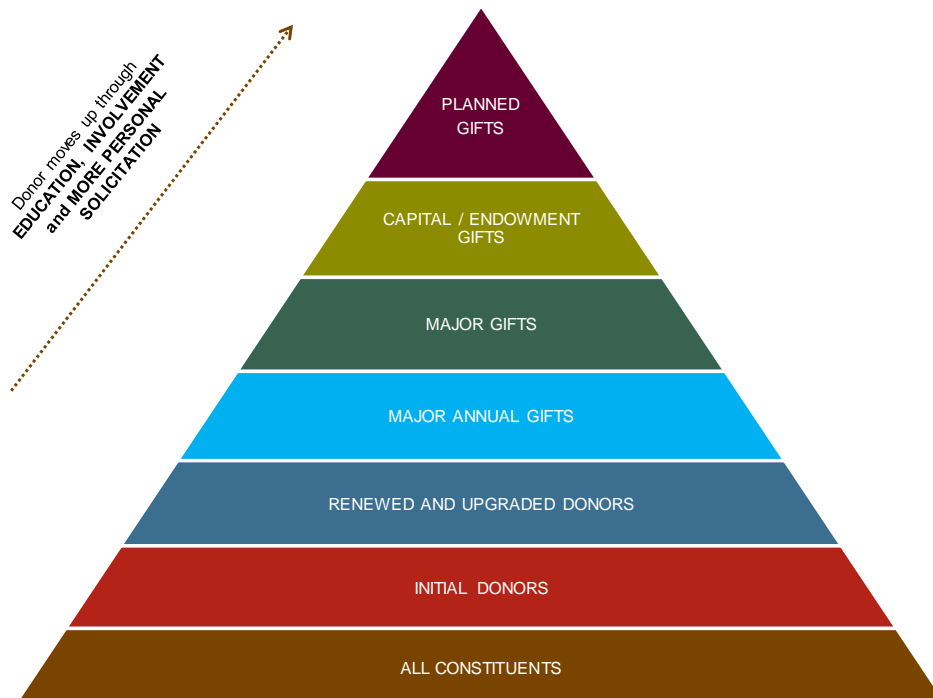 Donor moves up through
EDUCATION, INVOLVEMENT
and MORE PERSONAL
SOLICITATION
PLANNED
GIFTS
CAPITAL / ENDOWMENT
GIFTS
MAJOR GIFTS
MAJOR ANNUAL GIFTS
RENEWED AND UPGRADED DONORS
INITIAL DONORS
ALL CONSTITUENTS